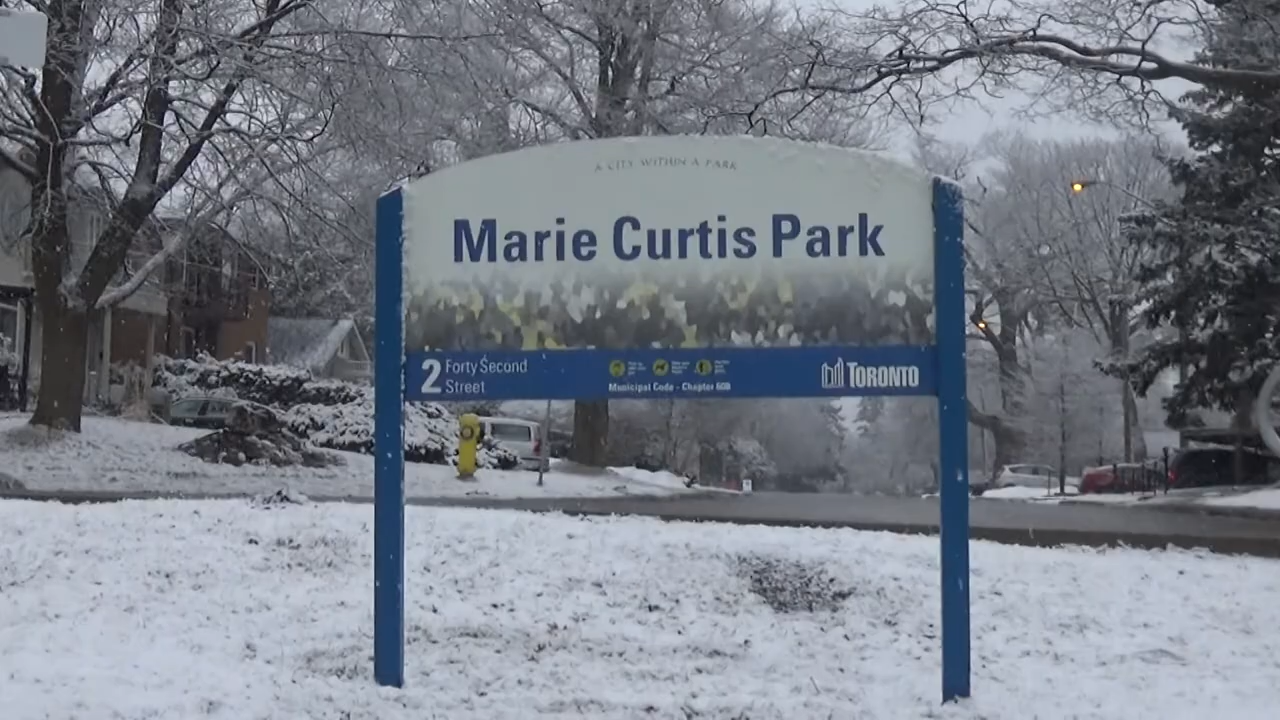 A CITY WITHIN A PARK
Marie Curtis Park
2 Forty Second
Street
Municipal Code - Chapter 608
TORONTO